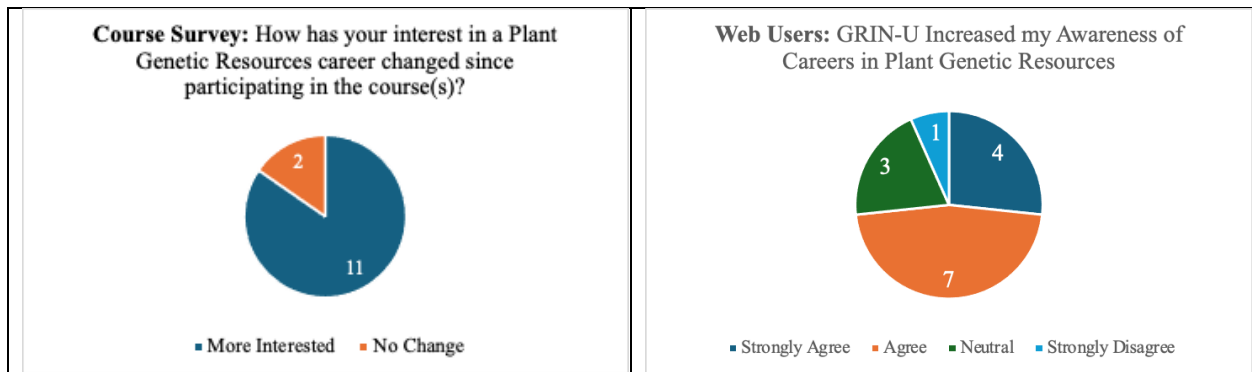 Course Survey: How has your interest in a Plant
Genetic Resources career changed since
participating in the course(s)?
2
11
More Interested No Change
Web Users: GRIN-U Increased my Awareness of
Careers in Plant Genetic Resources
1
4
3
7
Strongly Agree Agree Neutral Strongly Disagree